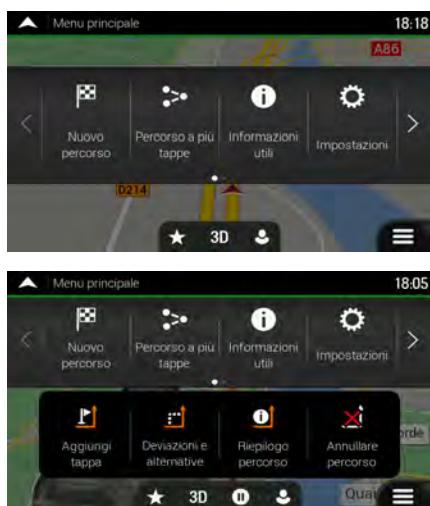 Menu principale 18:18
A86
Nuovo percorso
Percorso a più tappe
Informazioni utili
Impostazioni
D214
3D
Menu principale 18:05
Nuovo percorso
Percorso a più tappe
Informazioni utili
Impostazioni
Aggiungi tappa
Deviazioni e alternative
Riepilogo percorso
Annullare percorso
orde
3D
Quai